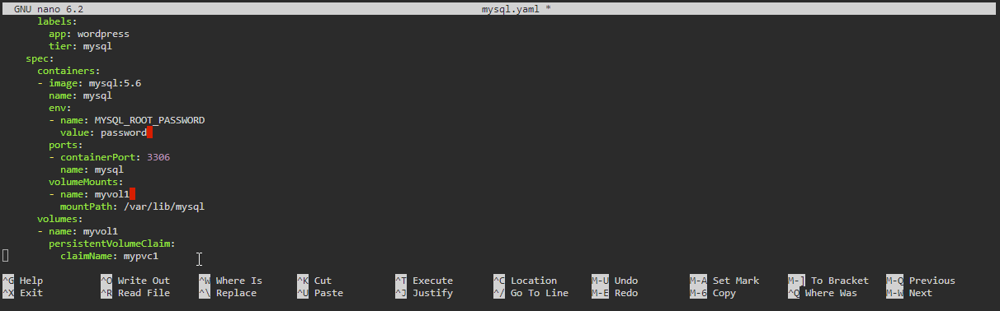 GNU nano 6.2 mysql.yaml *
labels:
app: wordpress
tier: mysql
spec:
containers:
- image: mysql:5.6
name: mysql
env:
- name: MYSQL_ROOT_PASSWORD
value: password
ports:
- containerPort: 3306
name: mysql
volumeMounts:
- name: myvol1
mountPath: /var/lib/mysql
volumes:
- name: myvol1
persistentVolumeClaim:
claimName: mypvc1
^G Help ^O Write Out ^W Where Is ^K Cut ^T Execute ^C Location M-U Undo M-A Set Mark M-] To Bracket M-Q Previous
^X Exit ^R Read File ^\ Replace ^U Paste ^J Justify ^/ Go To Line M-E Redo M-6 Copy ^Q Where Was M-W Next